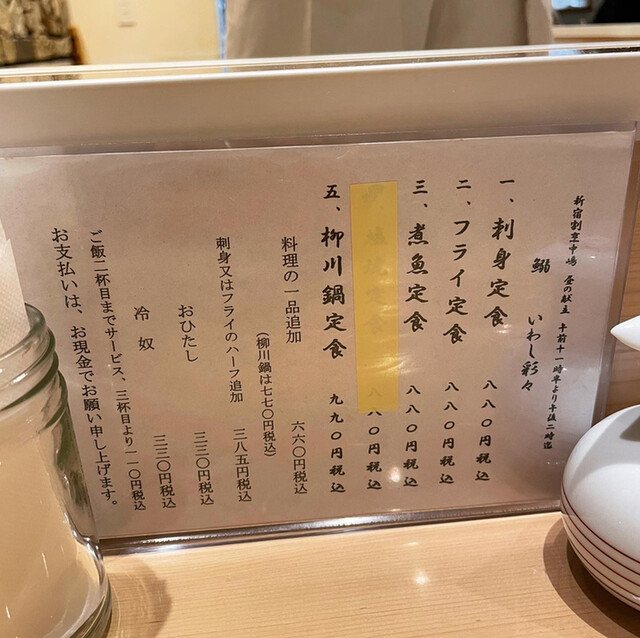 新宿割烹中嶋 昼の献立 午前十一時半より午後二時迄
鰯 いわし彩々
一、刺身定食 八八〇円税込
二、フライ定食 八八〇円税込
三、煮魚定食 八八〇円税込
八八〇円税込
五、柳川鍋定食 九九〇円税込
料理の一品追加 六六〇円税込
(柳川鍋は七七〇円税込)
刺身又はフライのハーフ追加 三八五円税込
おひたし 三三〇円税込
冷奴 三三〇円税込
ご飯二杯目までサービス、三杯目より一一〇円税込
お支払いは、お現金でお願い申し上げます。